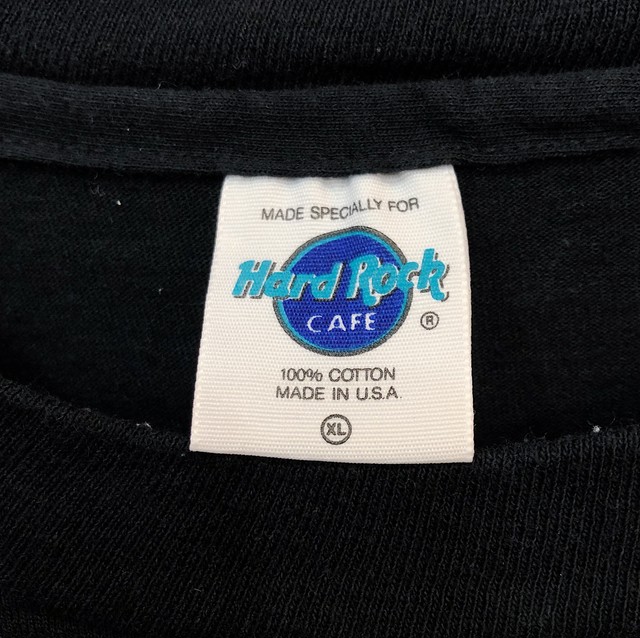 MADE SPECIALLY FOR
Hard Rock
CAFE
®
100% COTTON
MADE IN U.S.A.
XL